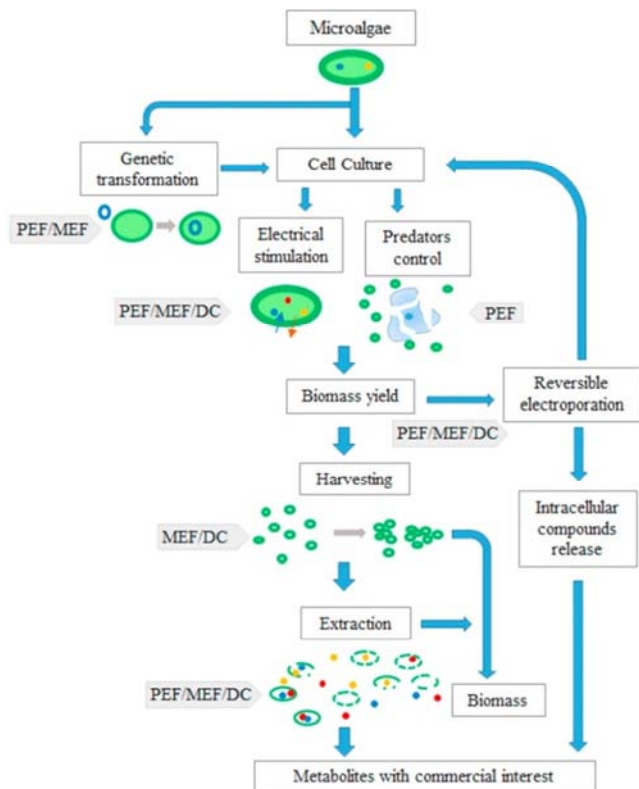 Microalgae
Genetic
transformation
Cell Culture
PEF/MEF
Electrical
stimulation
Predators
control
PEF/MEF/DC
PEF
Biomass yield
Reversible
electroporation
PEF/MEF/DC
Harvesting
Intracellular
compounds
release
MEF/DC
Extraction
PEF/MEF/DC
Biomass
Metabolites with commercial interest